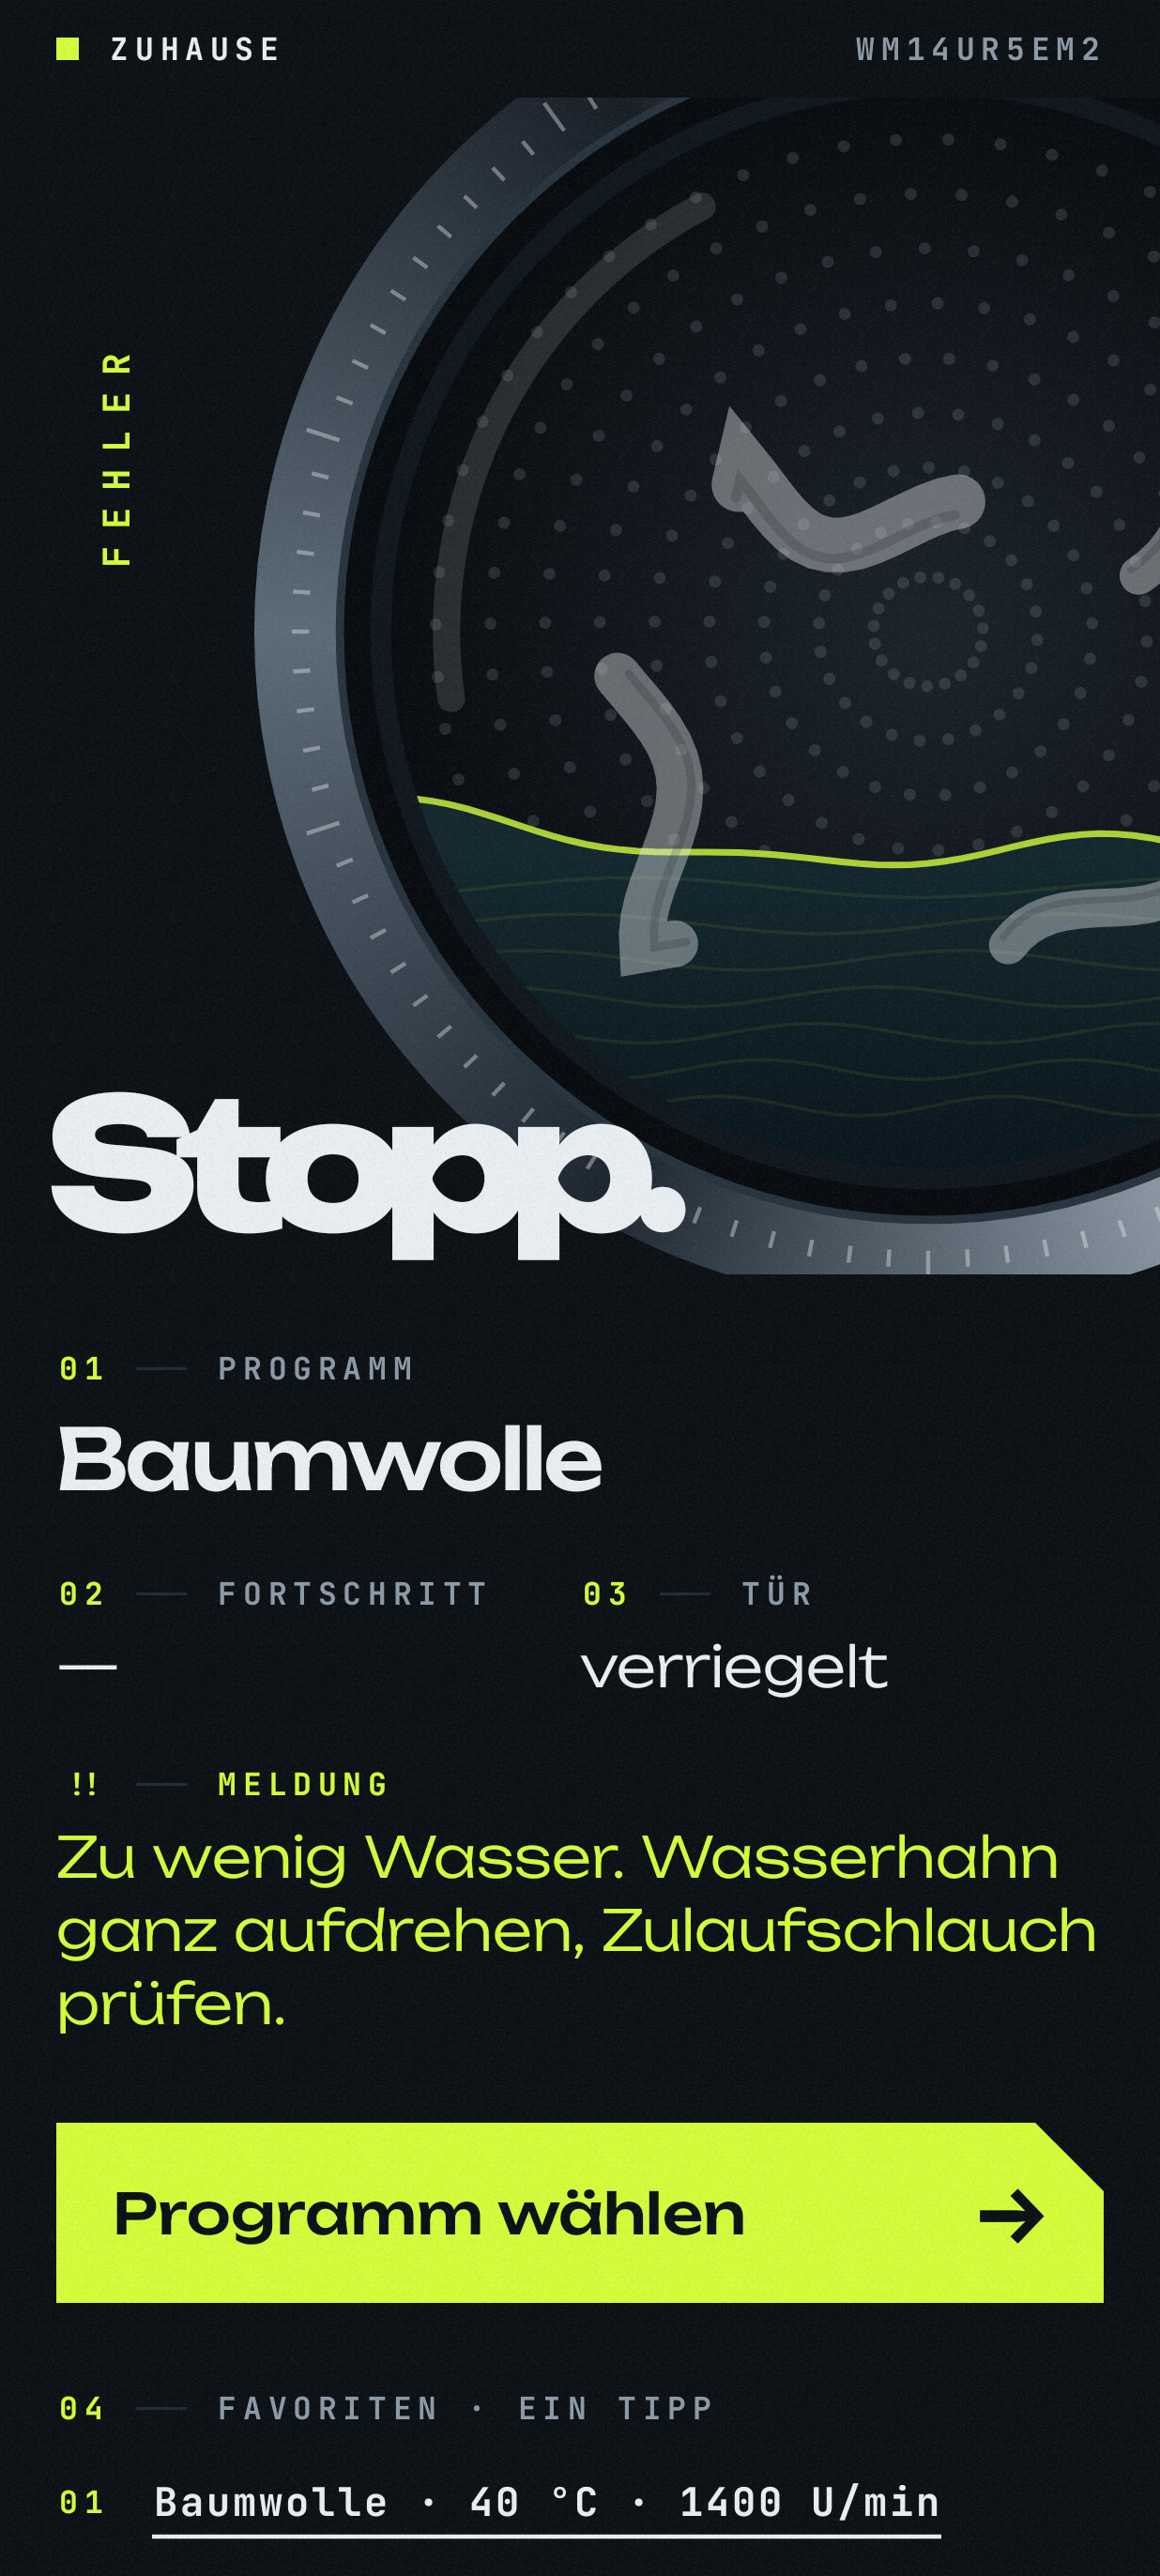 ZUHAUSE
WM14UR5EM2
FEHLER
Stopp.
01 — PROGRAMM
Baumwolle
02 — FORTSCHRITT
—
03 — TÜR
verriegelt
!! — MELDUNG
Zu wenig Wasser. Wasserhahn
ganz aufdrehen, Zulaufschlauch
prüfen.
Programm wählen →
04 — FAVORITEN · EIN TIPP
01 Baumwolle · 40 °C · 1400 U/min